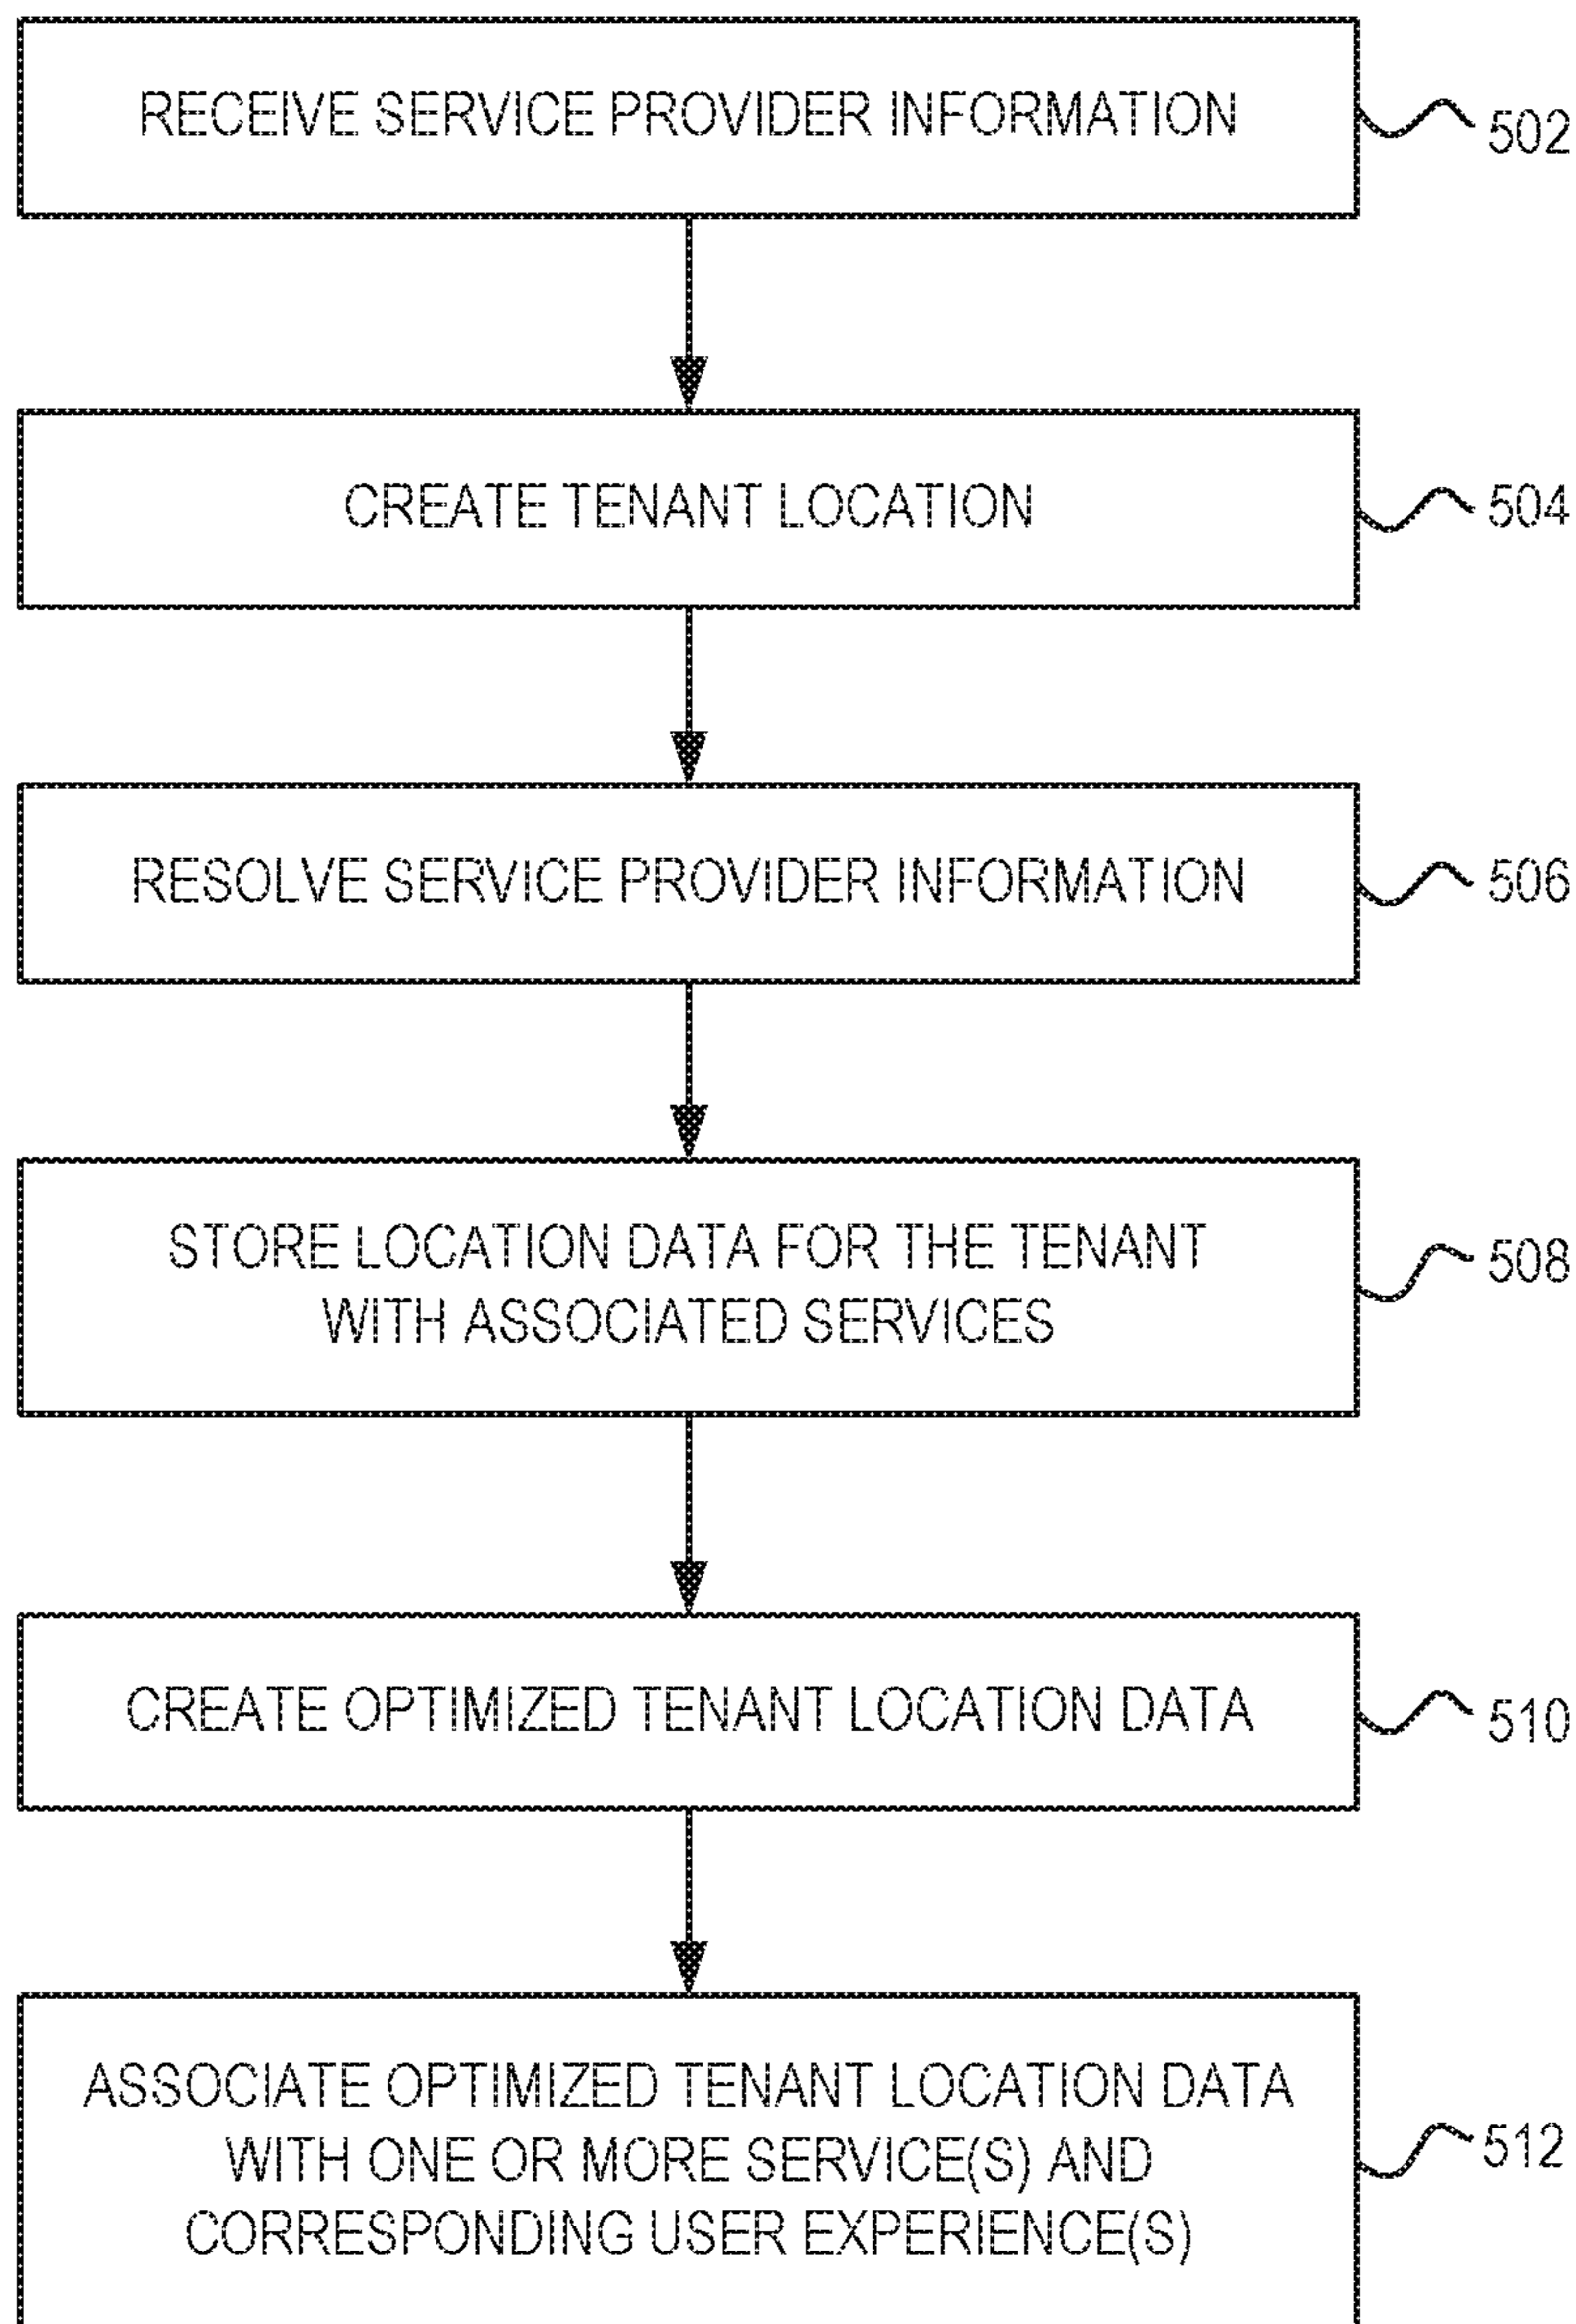 RECEIVE SERVICE PROVIDER INFORMATION
502
CREATE TENANT LOCATION
504
RESOLVE SERVICE PROVIDER INFORMATION
506
STORE LOCATION DATA FOR THE TENANT
WITH ASSOCIATED SERVICES
508
CREATE OPTIMIZED TENANT LOCATION DATA
510
ASSOCIATE OPTIMIZED TENANT LOCATION DATA
WITH ONE OR MORE SERVICE(S) AND
CORRESPONDING USER EXPERIENCE(S)
512